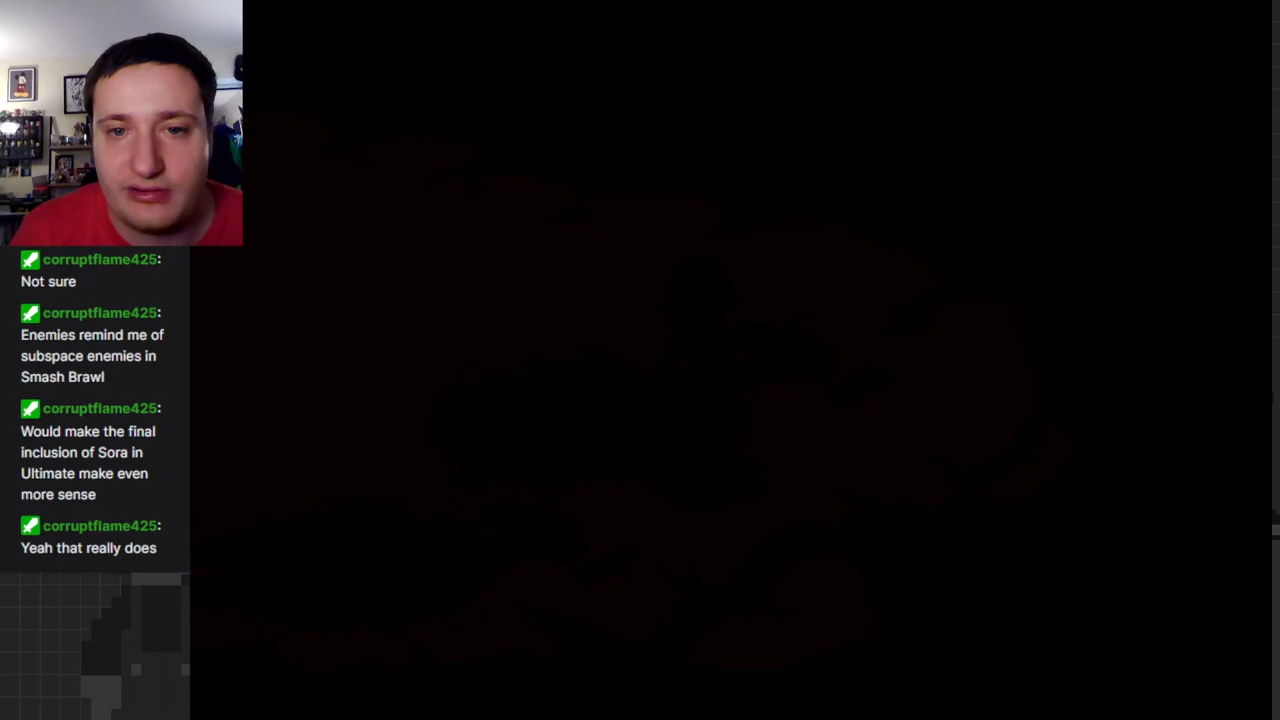 corruptflame425:
Not sure
corruptflame425:
Enemies remind me of
subspace enemies in
Smash Brawl
corruptflame425:
Would make the final
inclusion of Sora in
Ultimate make even
more sense
corruptflame425:
Yeah that really does